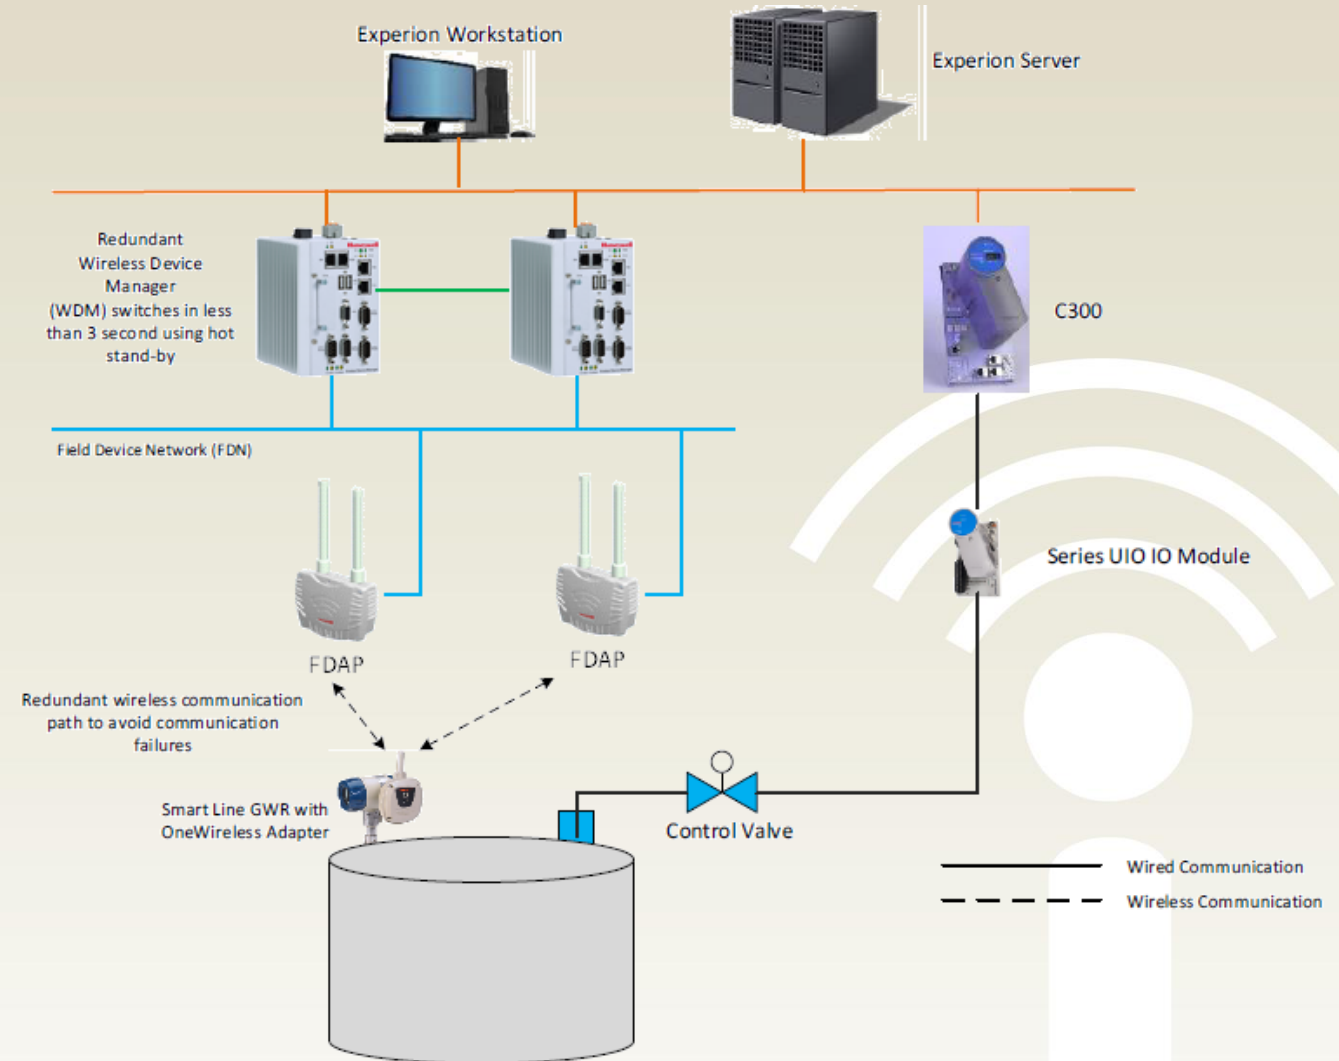 Experion Workstation
Experion Server
Redundant
Wireless Device
Manager
(WDM) switches in less
than 3 second using hot
stand-by
Honeywell
Honeywell
C300
Field Device Network (FDN)
Series UIO IO Module
FDAP
FDAP
Redundant wireless communication
path to avoid communication
failures
Smart Line GWR with
OneWireless Adapter
Control Valve
Wired Communication
Wireless Communication